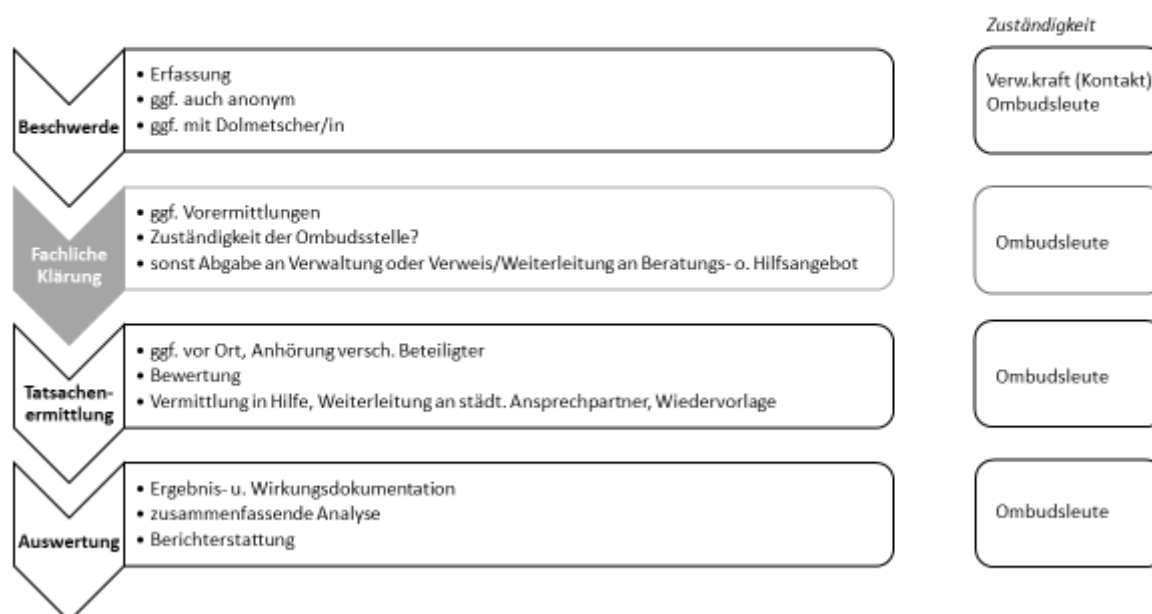 Zuständigkeit
Beschwerde
• Erfassung
• ggf. auch anonym
• ggf. mit Dolmetscher/in
Verw.kraft (Kontakt)
Ombudsleute
Fachliche
Klärung
• ggf. Vorermittlungen
• Zuständigkeit der Ombudsstelle?
• sonst Abgabe an Verwaltung oder Verweis/Weiterleitung an Beratungs- o. Hilfsangebot
Ombudsleute
Tatsachen-
ermittlung
• ggf. vor Ort, Anhörung versch. Beteiligter
• Bewertung
• Vermittlung in Hilfe, Weiterleitung an städt. Ansprechpartner, Wiedervorlage
Ombudsleute
Auswertung
• Ergebnis- u. Wirkungsdokumentation
• zusammenfassende Analyse
• Berichterstattung
Ombudsleute